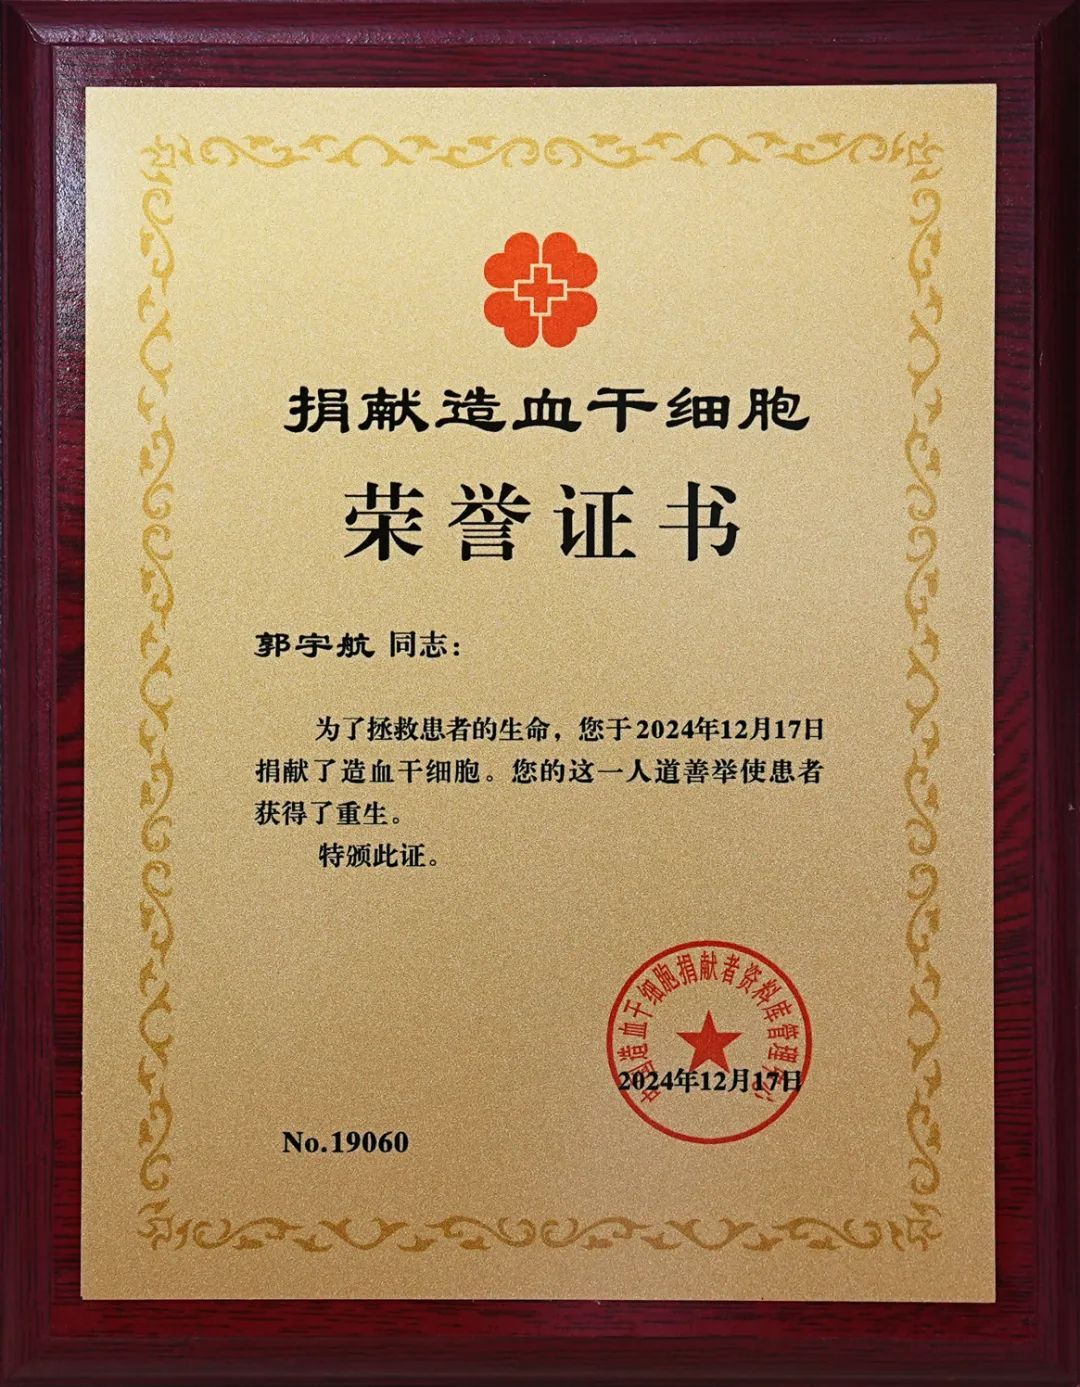 捐献造血干细胞
荣誉证书
郭宇航 同志：
为了拯救患者的生命，您于2024年12月17日
捐献了造血干细胞。您的这一人道善举使患者
获得了重生。
特颁此证。
中国造血干细胞捐献者资料库管理中心
2024年12月17日
No.19060